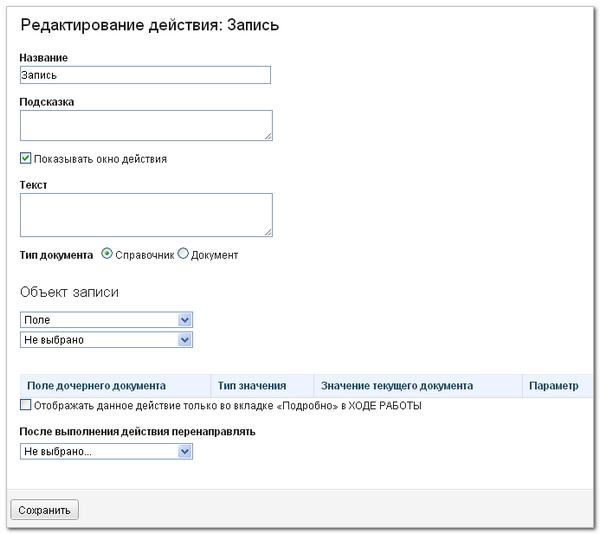 Редактирование действия: Запись
Название
Запись
Подсказка
Показывать окно действия
Текст
Тип документа Справочник Документ
Объект записи
Поле
Не выбрано
Поле дочернего документа Тип значения Значение текущего документа Параметр
Отображать данное действие только во вкладке «Подробно» в ХОДЕ РАБОТЫ
После выполнения действия перенаправлять
Не выбрано...
Сохранить